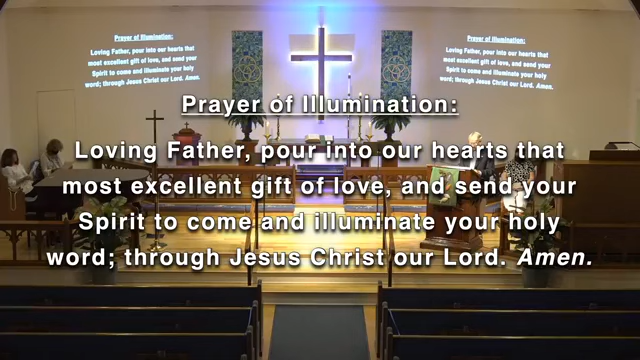 Prayer of Illumination:
Loving Father, pour into our hearts that
most excellent gift of love, and send your
Spirit to come and illuminate your holy
word; through Jesus Christ our Lord. Amen.
Prayer of Illumination:
Loving Father, pour into our hearts that
most excellent gift of love, and send your
Spirit to come and illuminate your holy
word; through Jesus Christ our Lord. Amen.
Prayer of Illumination:
Loving Father, pour into our hearts that
most excellent gift of love, and send your
Spirit to come and illuminate your holy
word; through Jesus Christ our Lord. Amen.